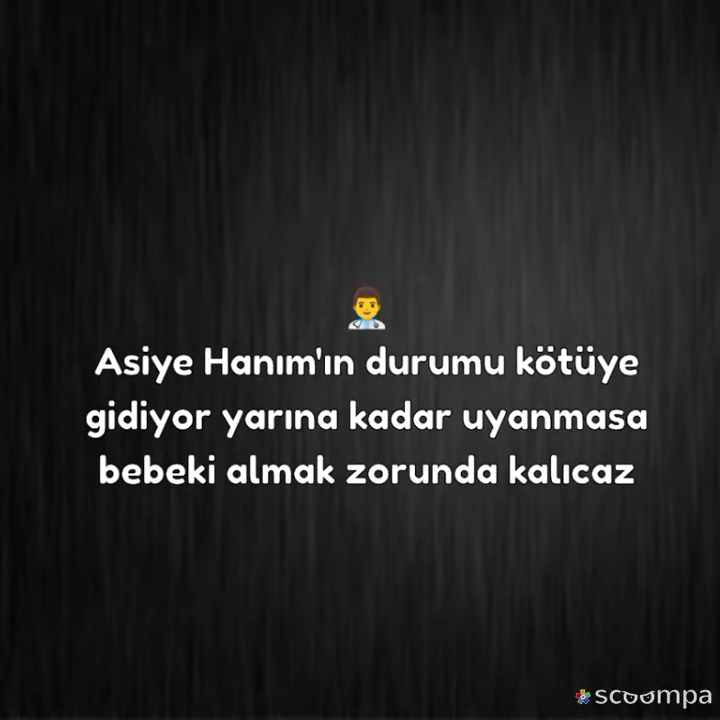 Asiye Hanım'ın durumu kötüye
gidiyor yarına kadar uyanmasa
bebeki almak zorunda kalıcaz
scoompa